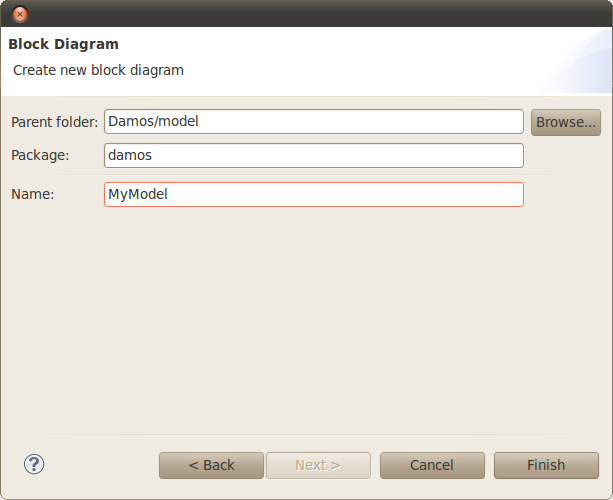 Block Diagram
Create new block diagram
Parent folder: Damos/model Browse...
Package: damos
Name: MyModel
? < Back Next > Cancel Finish